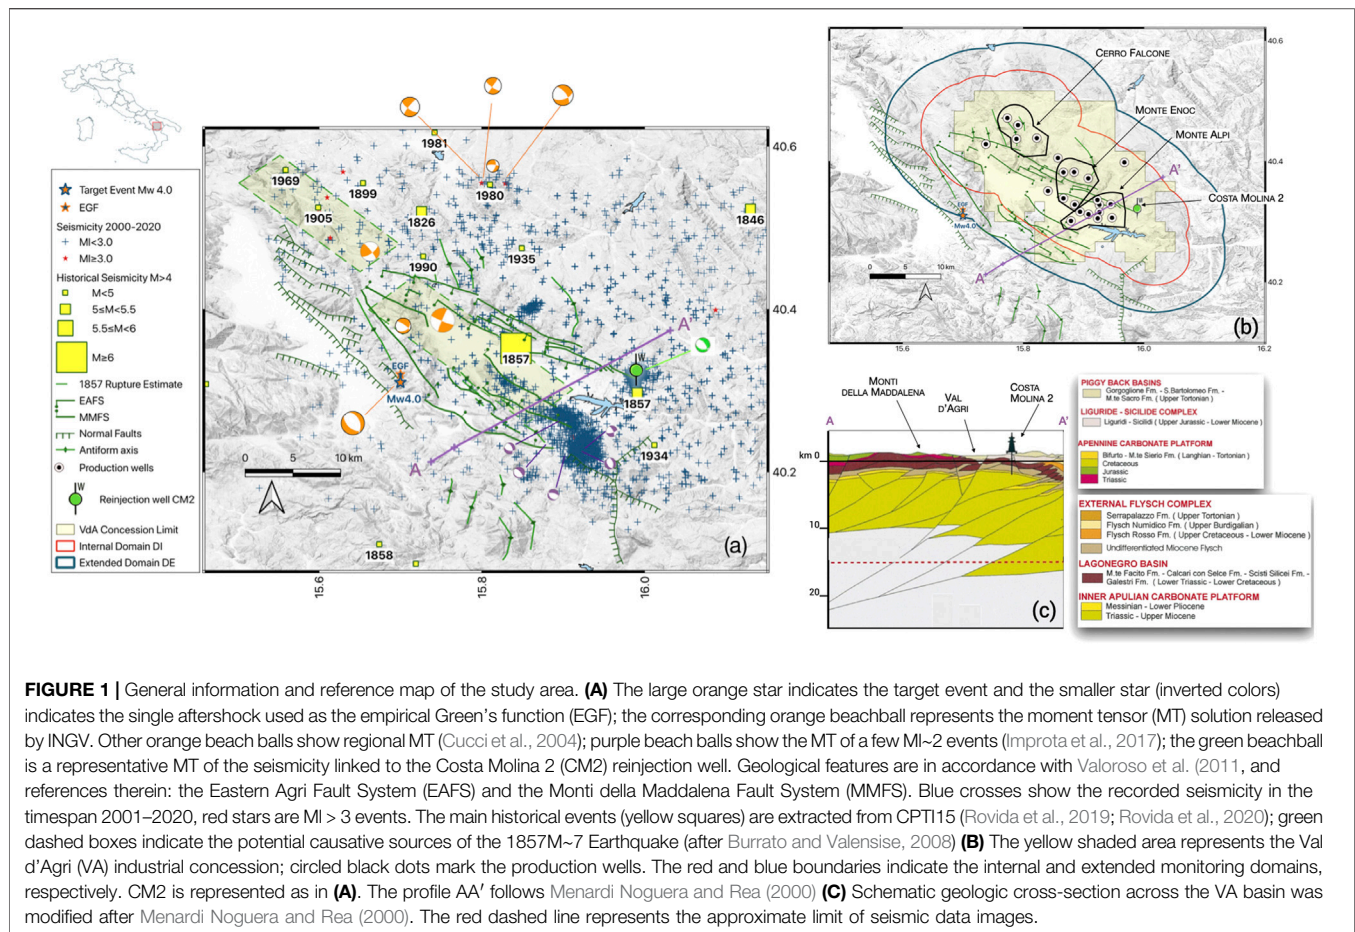 Target Event Mw 4.0
EGF
Seismicity 2000-2020
Ml<3.0
Ml≥3.0
Historical Seismicity M>4
M<5
5≤M<5.5
5.5≤M<6
M≥6
1857 Rupture Estimate
EAFS
MMFS
Normal Faults
Antiform axis
Production wells
W
Reinjection well CM2
VdA Concession Limit
Internal Domain DI
Extended Domain DE
1981
1969
1899
1980
1905
1826
1846
1990
1935
40.6
40.4
40.2
A'
1857
W
EGF
Mw4.0
1857
A
1934
0 5 10 km
1858
(a)
15.6
15.8
16.0
CERRO FALCONE
MONTE ENOC
MONTE ALPI
A'
COSTA MOLINA 2
W
EGF
Mw4.0
A
0 5 10 km
(b)
40.6
40.4
40.2
15.6
15.8
16.0
16.2
MONTI
DELLA MADDALENA
VAL
D'AGRI
COSTA
MOLINA 2
A
A'
km 0
10
20
(c)
PIGGY BACK BASINS
Gorgoglione Fm. - S.Bartolomeo Fm. -
M.te Sacro Fm. ( Upper Tortonian )
LIGURIDE - SICILIDE COMPLEX
Liguridi - Sicilidi ( Upper Jurassic - Lower Miocene )
APENNINE CARBONATE PLATFORM
Bifurto - M.te Sierio Fm. ( Langhian - Tortonian )
Cretaceous
Jurassic
Triassic
EXTERNAL FLYSCH COMPLEX
Serrapalazzo Fm. ( Upper Tortonian )
Flysch Numidico Fm. ( Upper Burdigalian )
Flysch Rosso Fm. ( Upper Cretaceous - Lower Miocene )
Undifferentiated Miocene Flysch
LAGONEGRO BASIN
M.te Facito Fm. - Calcari con Selce Fm. - Scisti Silicei Fm. -
Galestri Fm. ( Lower Triassic - Lower Cretaceous )
INNER APULIAN CARBONATE PLATFORM
Messinian - Lower Pliocene
Triassic - Upper Miocene
FIGURE 1 | General information and reference map of the study area. (A) The large orange star indicates the target event and the smaller star (inverted colors)
indicates the single aftershock used as the empirical Green's function (EGF); the corresponding orange beachball represents the moment tensor (MT) solution released
by INGV. Other orange beach balls show regional MT (Cucci et al., 2004); purple beach balls show the MT of a few Ml~2 events (Improta et al., 2017); the green beachball
is a representative MT of the seismicity linked to the Costa Molina 2 (CM2) reinjection well. Geological features are in accordance with Valoroso et al. (2011, and
references therein: the Eastern Agri Fault System (EAFS) and the Monti della Maddalena Fault System (MMFS). Blue crosses show the recorded seismicity in the
timespan 2001–2020, red stars are Ml > 3 events. The main historical events (yellow squares) are extracted from CPTI15 (Rovida et al., 2019; Rovida et al., 2020); green
dashed boxes indicate the potential causative sources of the 1857M~7 Earthquake (after Burrato and Valensise, 2008) (B) The yellow shaded area represents the Val
d'Agri (VA) industrial concession; circled black dots mark the production wells. The red and blue boundaries indicate the internal and extended monitoring domains,
respectively. CM2 is represented as in (A). The profile AA′ follows Menardi Noguera and Rea (2000) (C) Schematic geologic cross-section across the VA basin was
modified after Menardi Noguera and Rea (2000). The red dashed line represents the approximate limit of seismic data images.